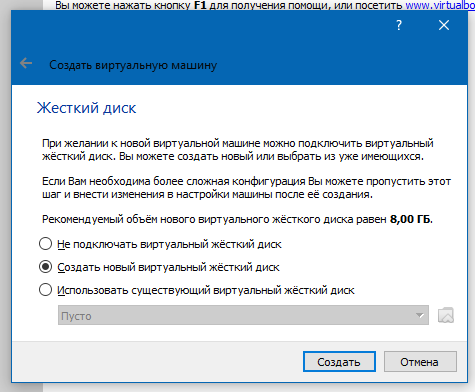 Вы можете нажать кнопку F1 для получения помощи, или посетить www.virtualbo
? ×
Создать виртуальную машину
Жесткий диск
При желании к новой виртуальной машине можно подключить виртуальный
жёсткий диск. Вы можете создать новый или выбрать из уже имеющихся.
Если Вам необходима более сложная конфигурация Вы можете пропустить этот
шаг и внести изменения в настройки машины после её создания.
Рекомендуемый объём нового виртуального жёсткого диска равен 8,00 ГБ.
Не подключать виртуальный жёсткий диск
Создать новый виртуальный жёсткий диск
Использовать существующий виртуальный жёсткий диск
Пусто
Создать Отмена